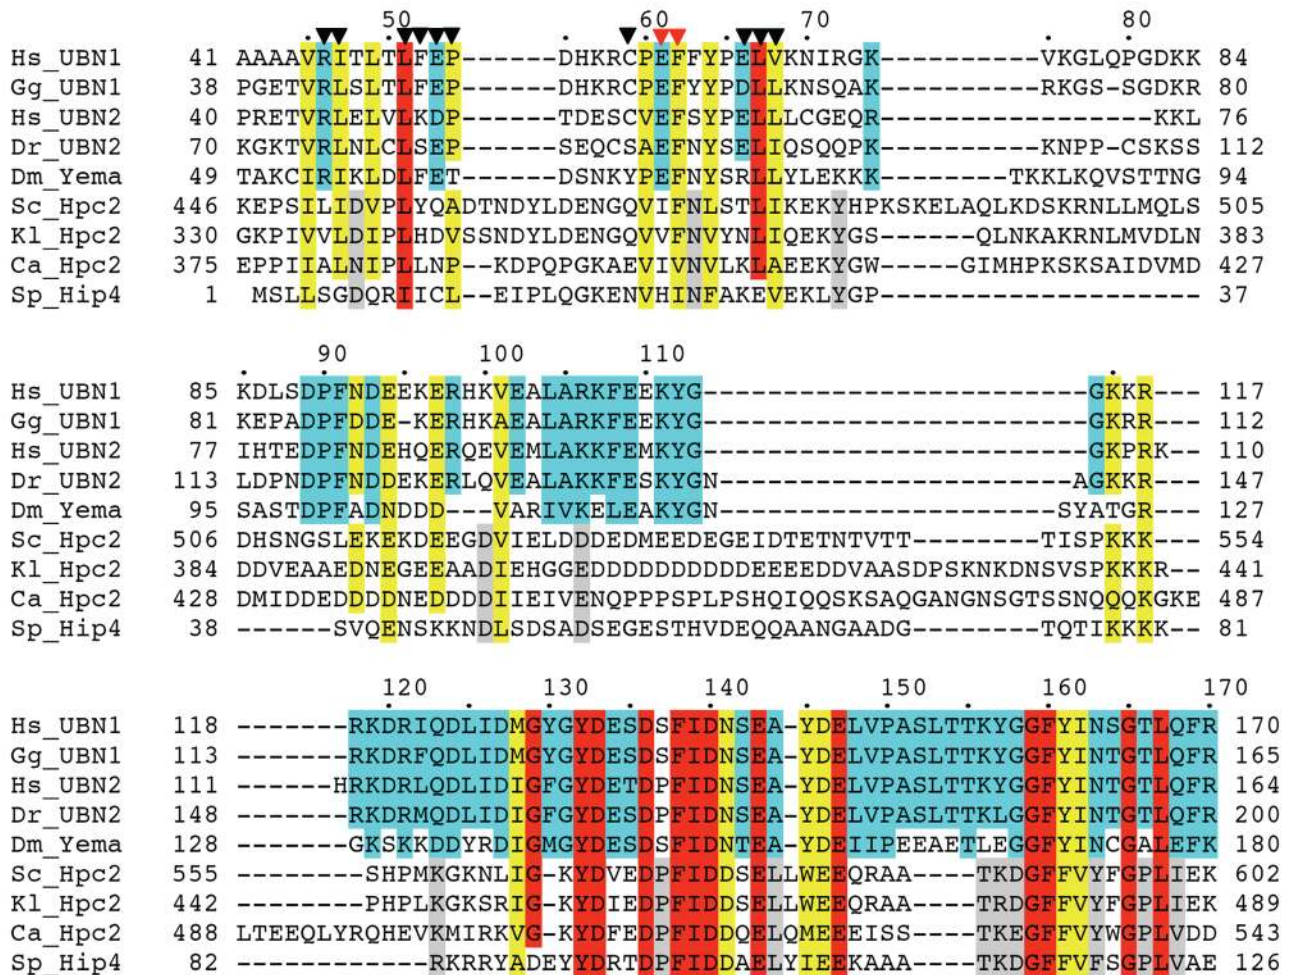 50 60 70 80
Hs_UBN1 41 AAAAVRITLTLFEP-------DHKRCPEFFYPELVKNIRGK----------VKGLQPGDKK 84
Gg_UBN1 38 PGETVRLSLTLFEP-------DHKRCPEFYYPDLLKNSQAK----------RKGS-SGDKR 80
Hs_UBN2 40 PRETVRLELVLKDP-------TDESCVEFSYPELLLCGEQR-----------------KKL 76
Dr_UBN2 70 KGKTVRLNLCLSEP-------SEQCSAEFNYSELIQSQQPK----------KNPP-CSKSS 112
Dm_Yema 49 TAKCIRIKLDLFET-------DSNKYPEFNYSRLLYLEKKK--------TKKLKQVSTTNG 94
Sc_Hpc2 446 KEPSILIDVPLYQADTNDYLDENGQVIFNLSTLIKEKYHPKSKELAQLKDSKRNLLMQLS 505
Kl_Hpc2 330 GKPIVVLDIPLHDVSSNDYLDENGQVVFNVYNLIQEKYGS------QLNKAKRNLMVDLN 383
Ca_Hpc2 375 EPPIIALNIPLLNP--KDPQPGKAEVIVNVLKLAEEKYGW-----GIMHPKSKSAIDVMD 427
Sp_Hip4 1 MSLLSGDQRIICL--EIPLQGKENVHINFAKEVEKLYGP-------------------- 37
90 100 110
Hs_UBN1 85 KDLSDPFNDEEKERHKVEALARKFEEKYG------------------------GKKR--- 117
Gg_UBN1 81 KEPADPFDDE-KERHKAEALARKFEEKYG------------------------GKRR--- 112
Hs_UBN2 77 IHTEDPFNDEHQERQEVEMLAKKFEMKYG------------------------GKPRK-- 110
Dr_UBN2 113 LDPNDPFNDDEKERLQVEALAKKFESKYGN----------------------AGKKR--- 147
Dm_Yema 95 SASTDPFADNDDD---VARIVKELEAKYGN---------------------SYATGR--- 127
Sc_Hpc2 506 DHSNGSLEKEKDEEGDVIELDDDEDMEEDEGEIDTETNTVTT--------TISPKKK--- 554
Kl_Hpc2 384 DDVEAAEDNEGEEAADIEHGGEDDDDDDDDDDEEEEDDVAASDPSKNKDNSVSPKKKR-- 441
Ca_Hpc2 428 DMIDDEDDDDNEDDDDDIIEIVENQPPPSPLPSHQIQQSKSAQGANGNSGTSSNQQQKGKE 487
Sp_Hip4 38 ------SVQENSKKNDLSDSADSEGESTHVDEQQAANGAADG--------TQTIKKKK-- 81
120 130 140 150 160 170
Hs_UBN1 118 -------RKDRIQDLIDMGYGYDESDSFIDNSEA-YDELVPASLTTKYGGFYINSGTLQFR 170
Gg_UBN1 113 -------RKDRFQDLIDMGYGYDESDSFIDNSEA-YDELVPASLTTKYGGFYINTGTLQFR 165
Hs_UBN2 111 ------HRKDRLQDLIDIGYGYDETDPFIDNSEA-YDELVPASLTTKYGGFYINTGTLQFR 164
Dr_UBN2 148 -------RKDRMQDLIDIGFGYDESDPFIDNSEA-YDELVPASLTTKLGGFYINTGTLQFR 200
Dm_Yema 128 -------GKSKKDDYRDIGMGYDESDSFIDNTEA-YDEIIPEEAETLEGGFYINCGALEFK 180
Sc_Hpc2 555 --------SHPMKGKNLIG-KYDVEDPFIDDSELLWEEQRAA----TKDGFFVYFGPLIEK 602
Kl_Hpc2 442 --------PHPLKGKSRIG-KYDIEDPFIDDSELLWEEQRAA----TRDGFFVYFGPLIEK 489
Ca_Hpc2 488 LTEEQLYRQHEVKMIRKVG-KYDFEDPFIDDQELQMEEEISS----TKEGFFVYWGPLVDD 543
Sp_Hip4 82 ------------RKRRYADEYYDRTDPFIDDAELYIEEKAAA----TKDGFFVFSGPLVAE 126